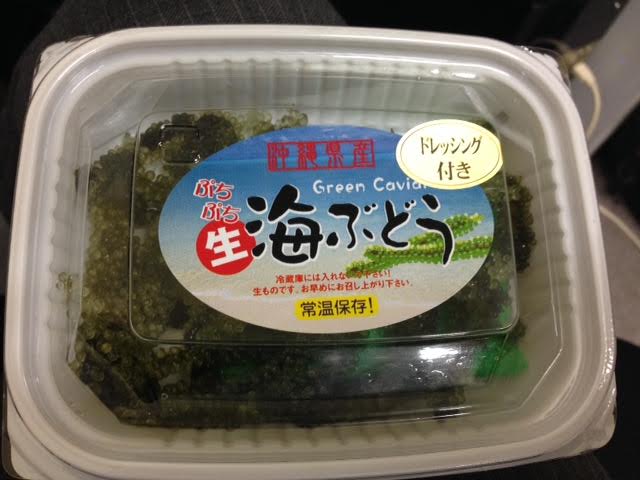 沖縄県産
ドレッシング
付き
Green Caviar
ぷち
ぷち
生
海ぶどう
冷蔵庫には入れないで下さい!
生ものです。お早めにお召し上がり下さい。
常温保存!